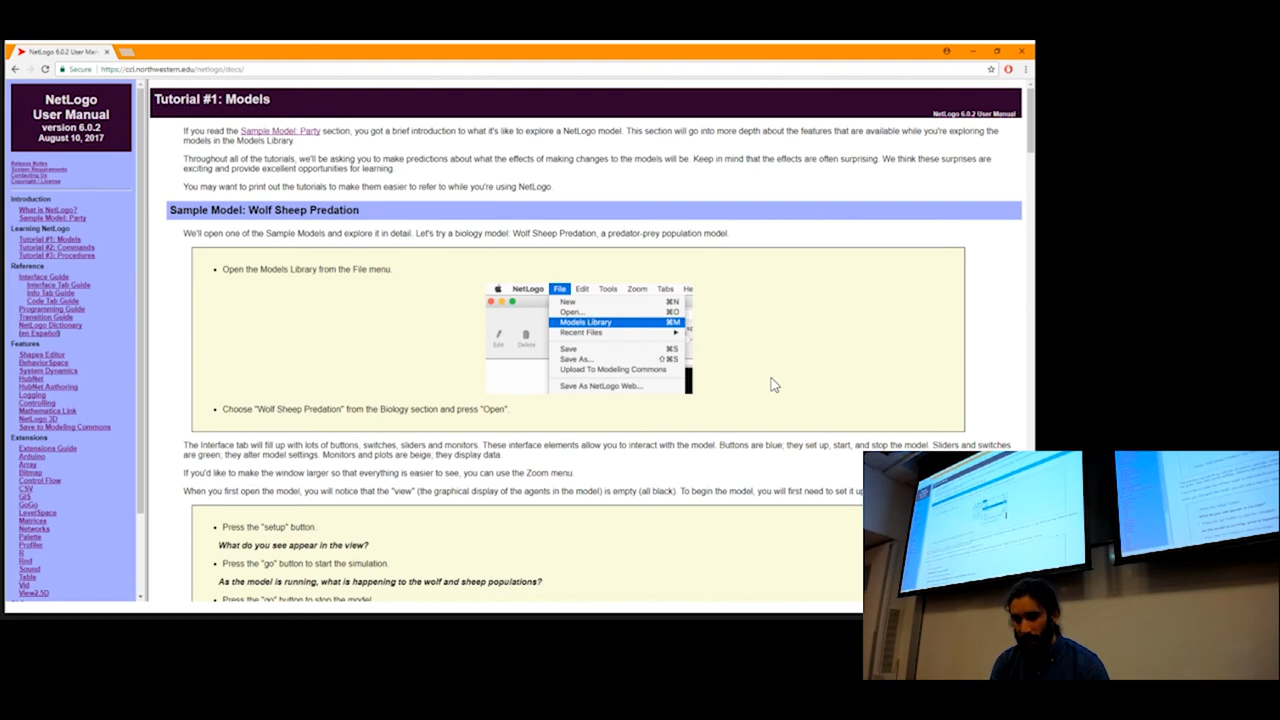 NetLogo 6.0.2 User Man
Secure
https://ccl.northwestern.edu/netlogo/docs/
NetLogo
User Manual
version 6.0.2
August 10, 2017
Release Notes
System Requirements
Contacting Us
Copyright / License
Introduction
What is NetLogo?
Sample Model: Party
Learning NetLogo
Tutorial #1: Models
Tutorial #2: Commands
Tutorial #3: Procedures
Reference
Interface Guide
Interface Tab Guide
Info Tab Guide
Code Tab Guide
Programming Guide
Transition Guide
NetLogo Dictionary
(en Español)
Features
Shapes Editor
BehaviorSpace
System Dynamics
HubNet
HubNet Authoring
Logging
Controlling
Mathematica Link
NetLogo 3D
Save to Modeling Commons
Extensions
Extensions Guide
Arduino
Array
Bitmap
Control Flow
CSV
GIS
GoGo
LevelSpace
Matrices
Networks
Palette
Profiler
R
Rnd
Sound
Table
Vid
View2.5D
Tutorial #1: Models
NetLogo 6.0.2 User Manual
If you read the Sample Model: Party section, you got a brief introduction to what it's like to explore a NetLogo model. This section will go into more depth about the features that are available while you're exploring the
models in the Models Library.
Throughout all of the tutorials, we'll be asking you to make predictions about what the effects of making changes to the models will be. Keep in mind that the effects are often surprising. We think these surprises are
exciting and provide excellent opportunities for learning.
You may want to print out the tutorials to make them easier to refer to while you're using NetLogo.
Sample Model: Wolf Sheep Predation
We'll open one of the Sample Models and explore it in detail. Let's try a biology model: Wolf Sheep Predation, a predator-prey population model.
• Open the Models Library from the File menu.
NetLogo File Edit Tools Zoom Tabs He
New ⌘N
Open... ⌘O
Models Library ⌘M
Recent Files
Edit Delete
Save ⌘S
Save As... ⇧⌘S
Upload To Modeling Commons
Save As NetLogo Web...
• Choose "Wolf Sheep Predation" from the Biology section and press "Open".
The Interface tab will fill up with lots of buttons, switches, sliders and monitors. These interface elements allow you to interact with the model. Buttons are blue; they set up, start, and stop the model. Sliders and switches
are green; they alter model settings. Monitors and plots are beige; they display data.
If you'd like to make the window larger so that everything is easier to see, you can use the Zoom menu.
When you first open the model, you will notice that the "view" (the graphical display of the agents in the model) is empty (all black). To begin the model, you will first need to set it up
• Press the "setup" button.
What do you see appear in the view?
• Press the "go" button to start the simulation.
As the model is running, what is happening to the wolf and sheep populations?
• Press the "go" button to stop the model.